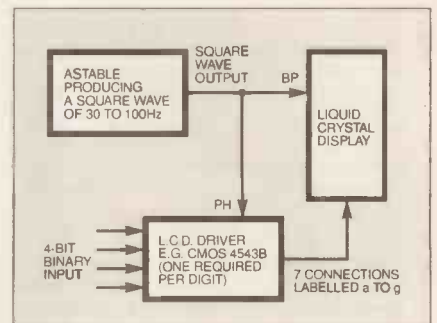 ASTABLE
PRODUCING
A SQUARE WAVE
OF 30 TO 100Hz
SQUARE
WAVE
OUTPUT
BP
LIQUID
CRYSTAL
DISPLAY
PH
4-BIT
BINARY
INPUT
L.C.D. DRIVER
E.G. CMOS 4543B
(ONE REQUIRED
PER DIGIT)
7 CONNECTIONS
LABELLED a TO g